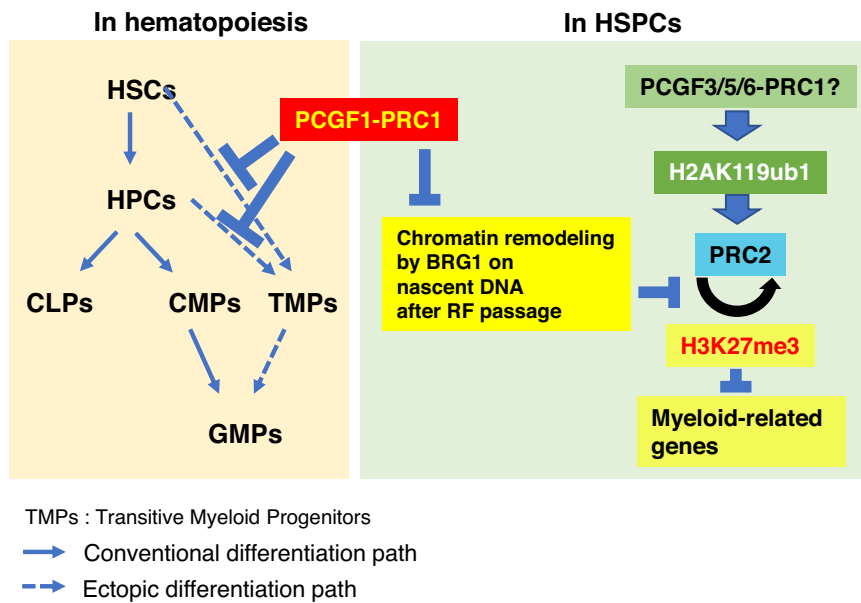 In hematopoiesis
HSCs
HPCs
CLPs
CMPs
TMPs
GMPs
PCGF1-PRC1
In HSPCs
PCGF3/5/6-PRC1?
H2AK119ub1
Chromatin remodeling
by BRG1 on
nascent DNA
after RF passage
PRC2
H3K27me3
Myeloid-related
genes
TMPs : Transitive Myeloid Progenitors
Conventional differentiation path
Ectopic differentiation path